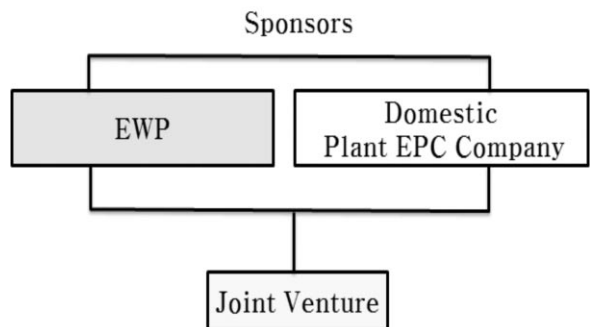 Sponsors
EWP
Domestic
Plant EPC Company
Joint Venture